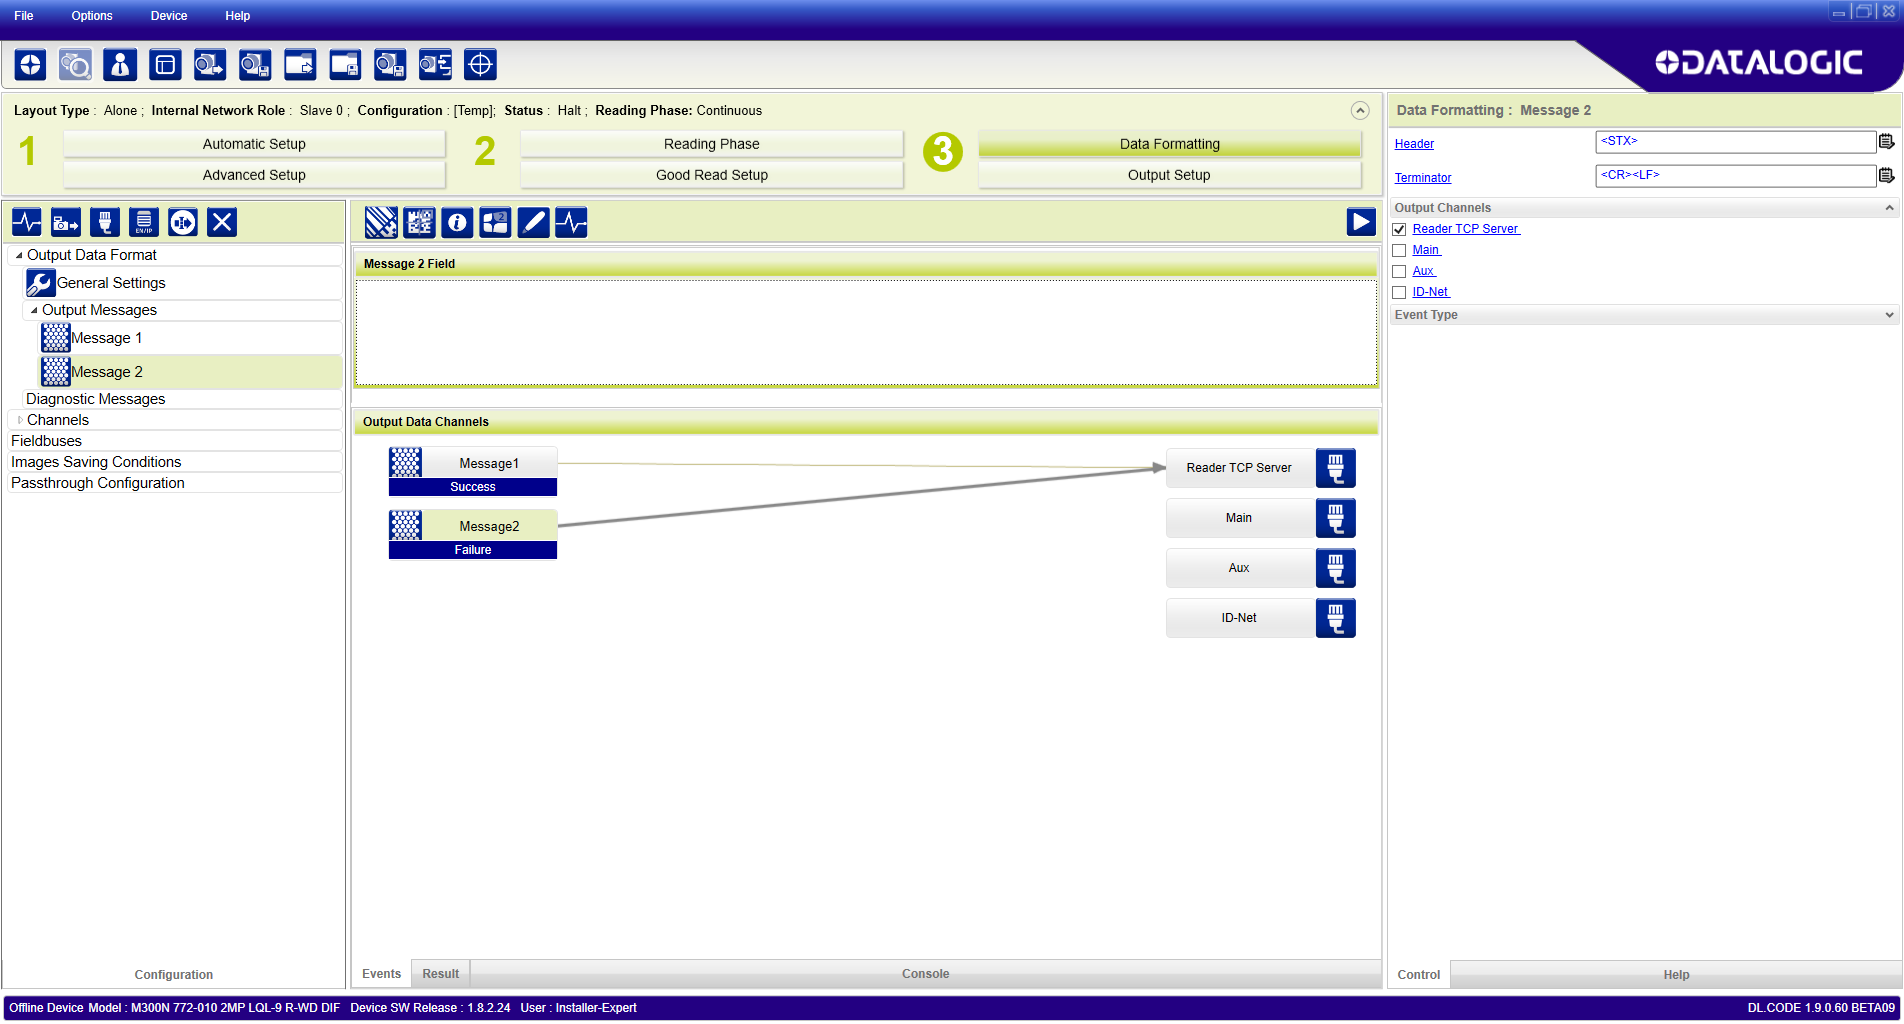 File Options Device Help
DATALOGIC
Layout Type : Alone ; Internal Network Role : Slave 0 ; Configuration : [Temp]; Status : Halt ; Reading Phase: Continuous
1 Automatic Setup 2 Reading Phase 3 Data Formatting
Advanced Setup Good Read Setup Output Setup
EN/IP
Output Data Format
General Settings
Output Messages
Message 1
Message 2
Diagnostic Messages
Channels
Fieldbuses
Images Saving Conditions
Passthrough Configuration
Configuration
Message 2 Field
Output Data Channels
Message1
Success
Message2
Failure
Reader TCP Server
Main
Aux
ID-Net
Events Result Console
Data Formatting : Message 2
Header <STX>
Terminator <CR><LF>
Output Channels
Reader TCP Server
Main
Aux
ID-Net
Event Type
Control Help
Offline Device Model : M300N 772-010 2MP LQL-9 R-WD DIF Device SW Release : 1.8.2.24 User : Installer-Expert DL.CODE 1.9.0.60 BETA09